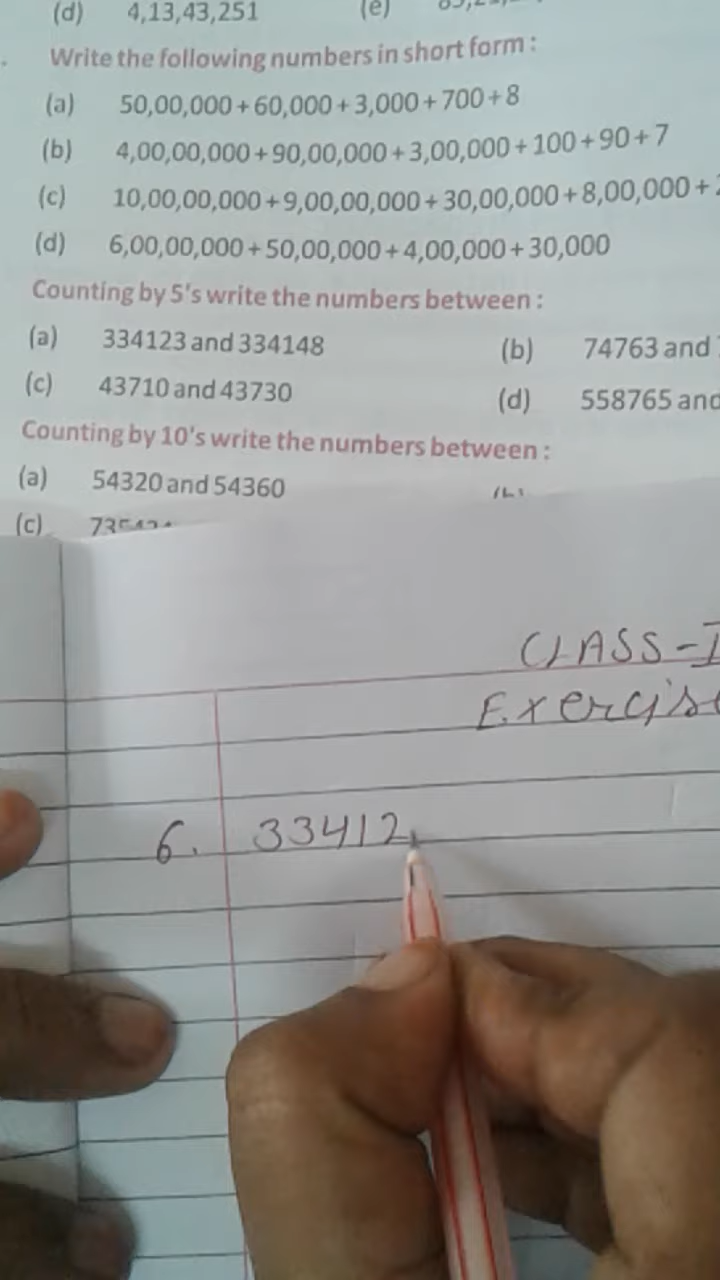 (d) 4,13,43,251 (e)
Write the following numbers in short form :
(a) 50,00,000 + 60,000 + 3,000 + 700 + 8
(b) 4,00,00,000 + 90,00,000 + 3,00,000 + 100 + 90 + 7
(c) 10,00,00,000 + 9,00,00,000 + 30,00,000 + 8,00,000 +
(d) 6,00,00,000 + 50,00,000 + 4,00,000 + 30,000
Counting by 5's write the numbers between :
(a) 334123 and 334148 (b) 74763 and
(c) 43710 and 43730 (d) 558765 and
Counting by 10's write the numbers between :
(a) 54320 and 54360
(c)
CLASS-I
Exercise
6. 33412